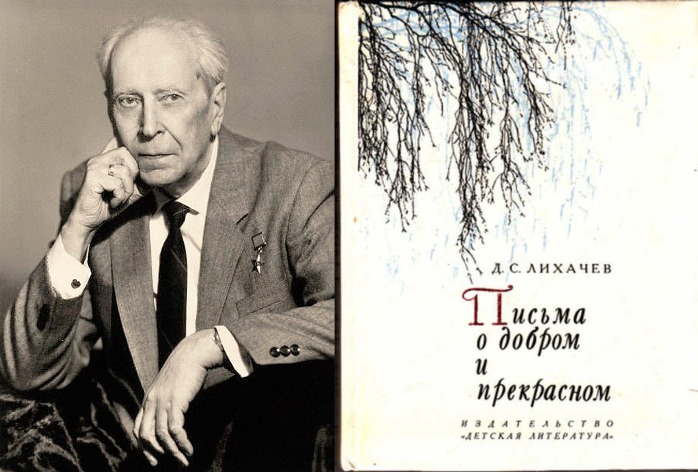 Д. С. ЛИХАЧЕВ
Письма
о добром
и
прекрасном
ИЗДАТЕЛЬСТВО
«ДЕТСКАЯ ЛИТЕРАТУРА»